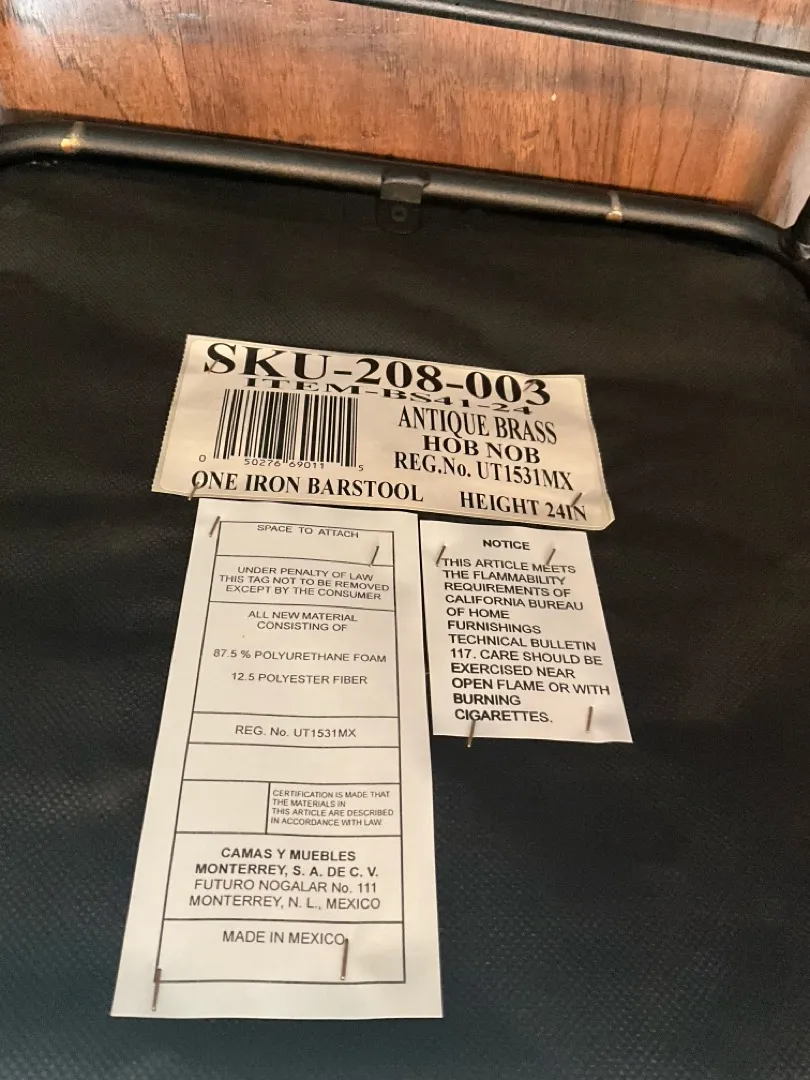 SKU-208-003
ITEM-BS41-24
ANTIQUE BRASS
HOB NOB
REG.No. UT1531MX
0 50276 69011 5
ONE IRON BARSTOOL HEIGHT 24IN
SPACE TO ATTACH
UNDER PENALTY OF LAW
THIS TAG NOT TO BE REMOVED
EXCEPT BY THE CONSUMER
ALL NEW MATERIAL
CONSISTING OF
87.5 % POLYURETHANE FOAM
12.5 POLYESTER FIBER
REG. No. UT1531MX
CERTIFICATION IS MADE THAT
THE MATERIALS IN
THIS ARTICLE ARE DESCRIBED
IN ACCORDANCE WITH LAW.
CAMAS Y MUEBLES
MONTERREY, S. A. DE C. V.
FUTURO NOGALAR No. 111
MONTERREY, N. L., MEXICO
MADE IN MEXICO
NOTICE
THIS ARTICLE MEETS
THE FLAMMABILITY
REQUIREMENTS OF
CALIFORNIA BUREAU
OF HOME
FURNISHINGS
TECHNICAL BULLETIN
117. CARE SHOULD BE
EXERCISED NEAR
OPEN FLAME OR WITH
BURNING
CIGARETTES.